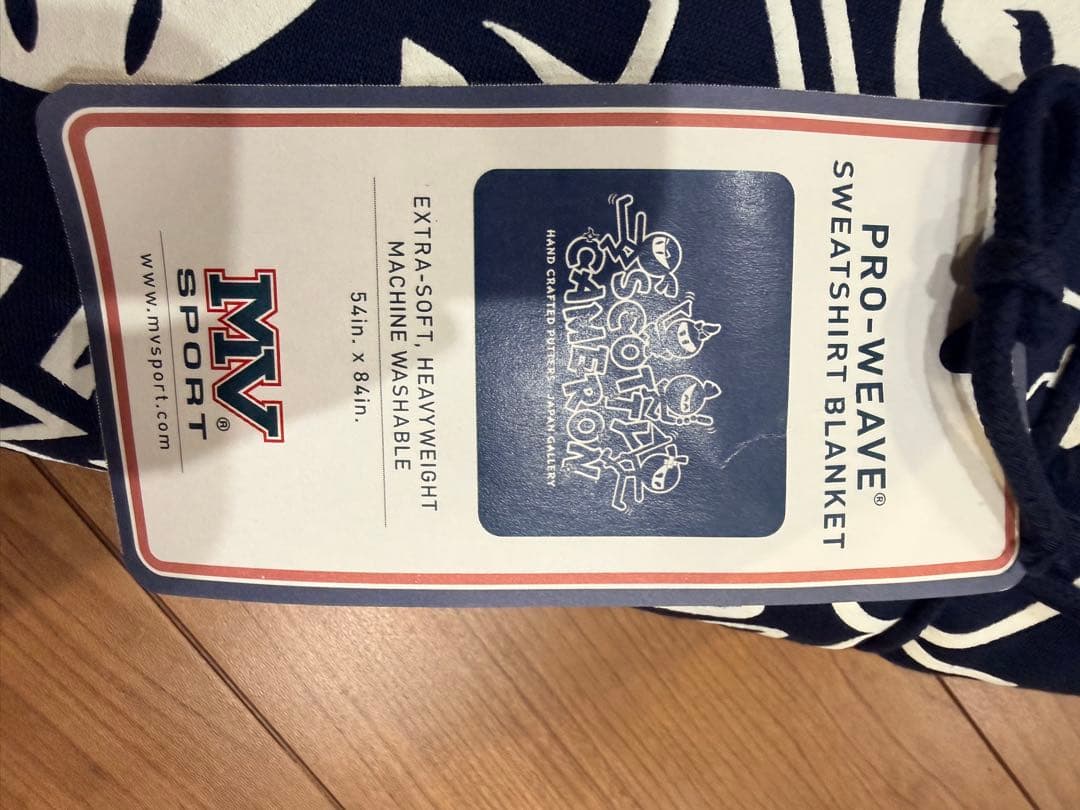 PRO-WEAVE®
SWEATSHIRT BLANKET
SCOTTY
CAMERON
HAND CRAFTED PUTTERS JAPAN GALLERY
EXTRA-SOFT, HEAVYWEIGHT
MACHINE WASHABLE
54in. x 84in.
MV®
SPORT
www.mvsport.com